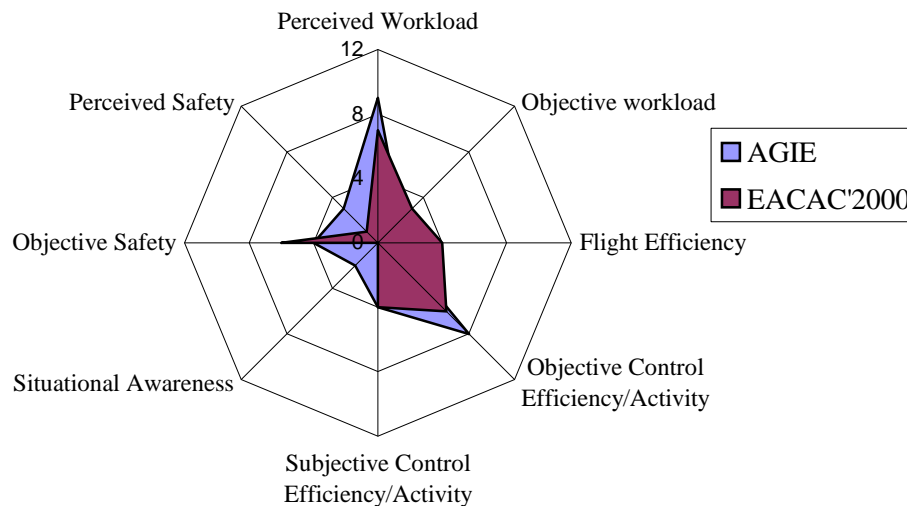 Perceived Workload
12
Perceived Safety
Objective workload
8
AGIE
4
EACAC'2000
Objective Safety
0
Flight Efficiency
Situational Awareness
Objective Control
Efficiency/Activity
Subjective Control
Efficiency/Activity